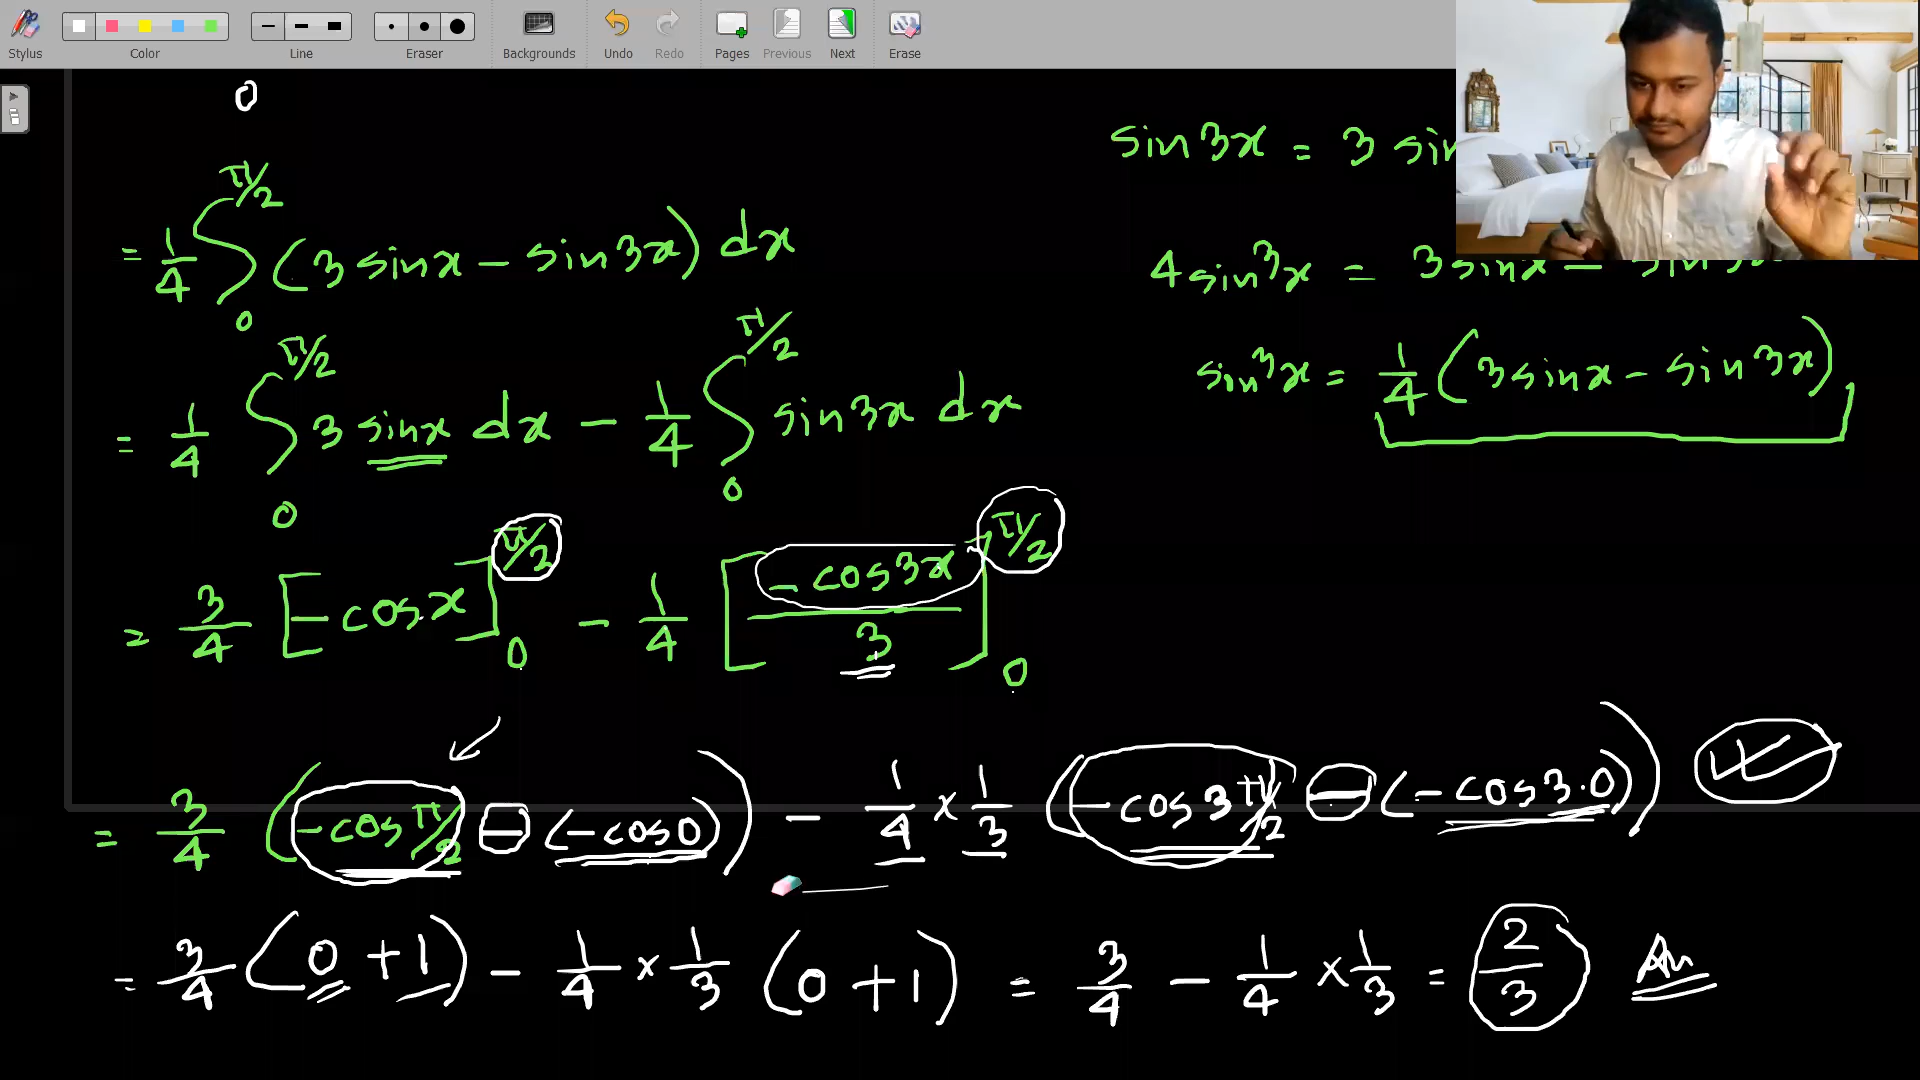 Stylus Color Line Eraser Backgrounds Undo Redo Pages Previous Next Erase
0
sin3x = 3 sin
= 1/4 ∫₀^(π/2) (3 sinx - sin3x) dx
4sin³x = 3sinx - sin3x
= 1/4 ∫₀^(π/2) 3 sinx dx - 1/4 ∫₀^(π/2) sin3x dx
sin³x = 1/4 (3sinx - sin3x)
= 3/4 [-cosx]₀^(π/2) - 1/4 [-cos3x/3]₀^(π/2)
= 3/4 (-cosπ/2 - (-cos0)) - 1/4 × 1/3 (-cos3π/2 - (-cos3.0))
= 3/4 (0 + 1) - 1/4 × 1/3 (0 + 1) = 3/4 - 1/4 × 1/3 = 2/3 An